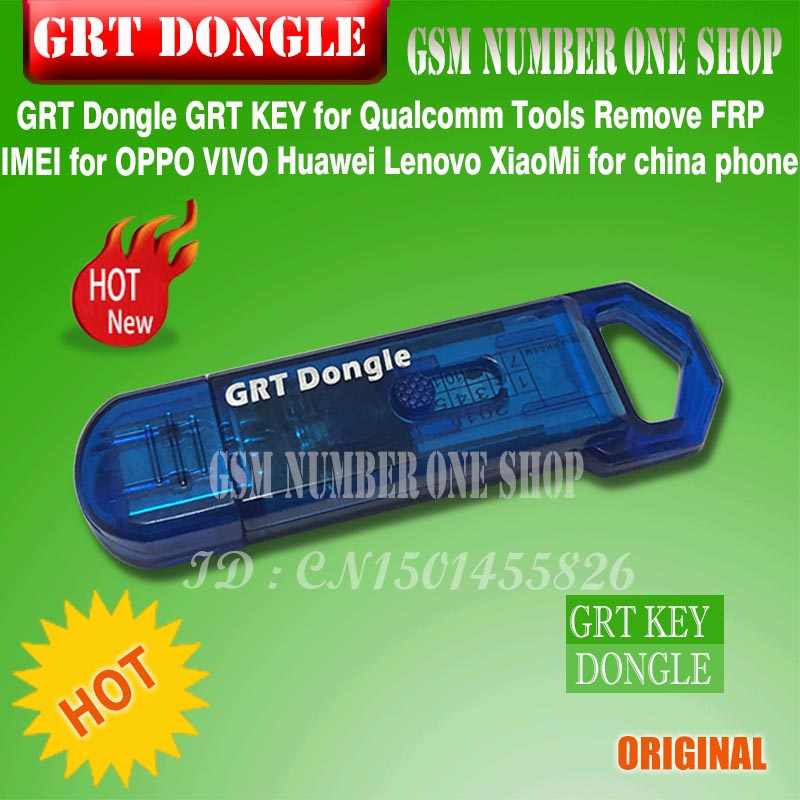 GRT DONGLE
GSM NUMBER ONE SHOP
GRT Dongle GRT KEY for Qualcomm Tools Remove FRP
IMEI for OPPO VIVO Huawei Lenovo XiaoMi for china phone
HOT
New
GRT Dongle
GSM NUMBER ONE SHOP
ID : CN1501455826
HOT
GRT KEY
DONGLE
ORIGINAL